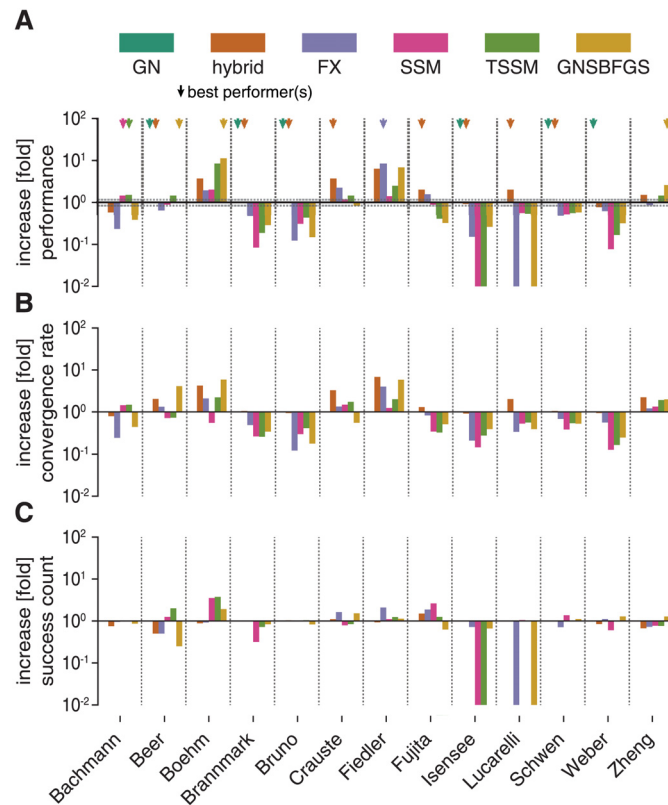 A
GN hybrid FX SSM TSSM GNSBFGS
best performer(s)
increase [fold]
performance
10²
10¹
10⁰
10⁻¹
10⁻²
B
increase [fold]
convergence rate
10²
10¹
10⁰
10⁻¹
10⁻²
C
increase [fold]
success count
10²
10¹
10⁰
10⁻¹
10⁻²
Bachmann
Beer
Boehm
Brannmark
Bruno
Crauste
Fiedler
Fujita
Isensee
Lucarelli
Schwen
Weber
Zheng